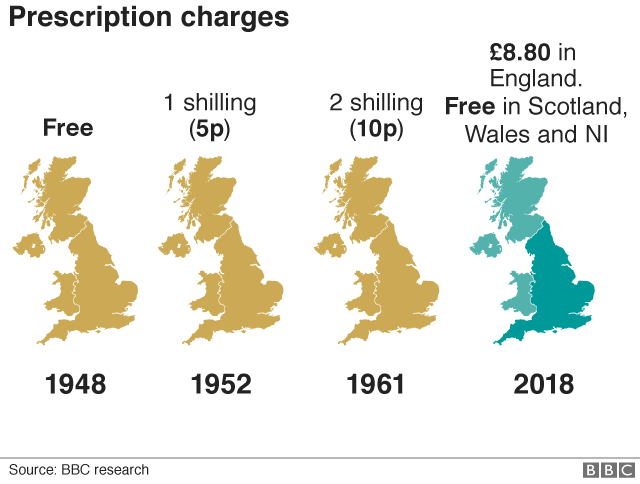 Prescription charges
Free
1 shilling
(5p)
2 shilling
(10p)
£8.80 in
England.
Free in Scotland,
Wales and NI
1948
1952
1961
2018
Source: BBC research
BBC